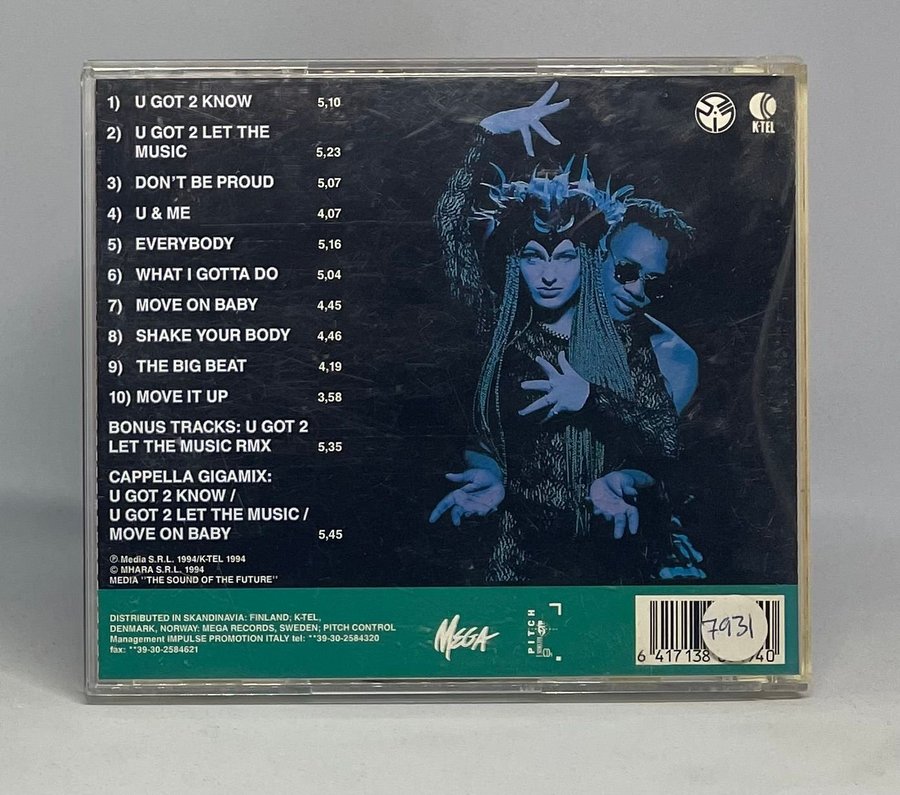 1) U GOT 2 KNOW 5,10
2) U GOT 2 LET THE
MUSIC 5,23
3) DON'T BE PROUD 5,07
4) U & ME 4,07
5) EVERYBODY 5,16
6) WHAT I GOTTA DO 5,04
7) MOVE ON BABY 4,45
8) SHAKE YOUR BODY 4,46
9) THE BIG BEAT 4,19
10) MOVE IT UP 3,58
BONUS TRACKS: U GOT 2
LET THE MUSIC RMX 5,35
CAPPELLA GIGAMIX:
U GOT 2 KNOW /
U GOT 2 LET THE MUSIC /
MOVE ON BABY 5,45
℗ Media S.R.L. 1994/K-TEL 1994
© MHARA S.R.L. 1994
MEDIA "THE SOUND OF THE FUTURE"
K-TEL
DISTRIBUTED IN SKANDINAVIA: FINLAND; K-TEL,
DENMARK, NORWAY: MEGA RECORDS, SWEDEN; PITCH CONTROL
Management IMPULSE PROMOTION ITALY tel: **39-30-2584320
fax: **39-30-2584621
MEGA
PITCH
7931
6 417138